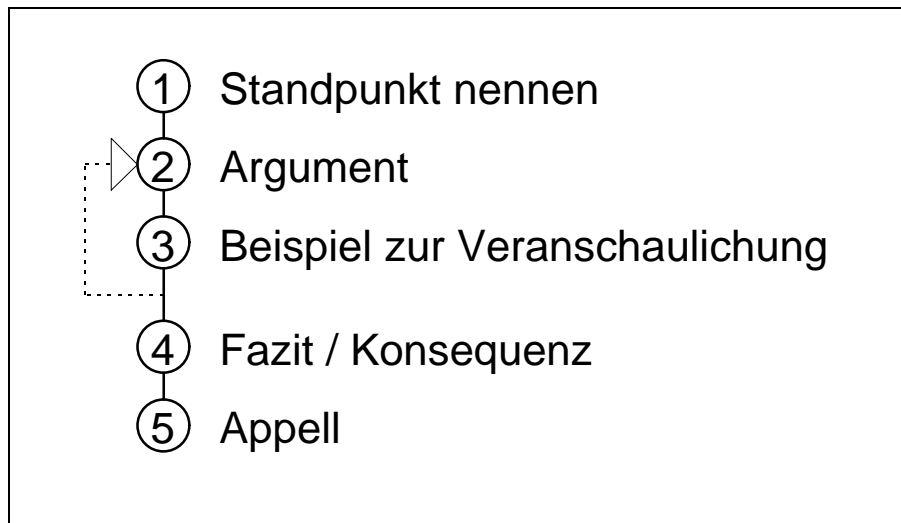 1 Standpunkt nennen
2 Argument
3 Beispiel zur Veranschaulichung
4 Fazit / Konsequenz
5 Appell